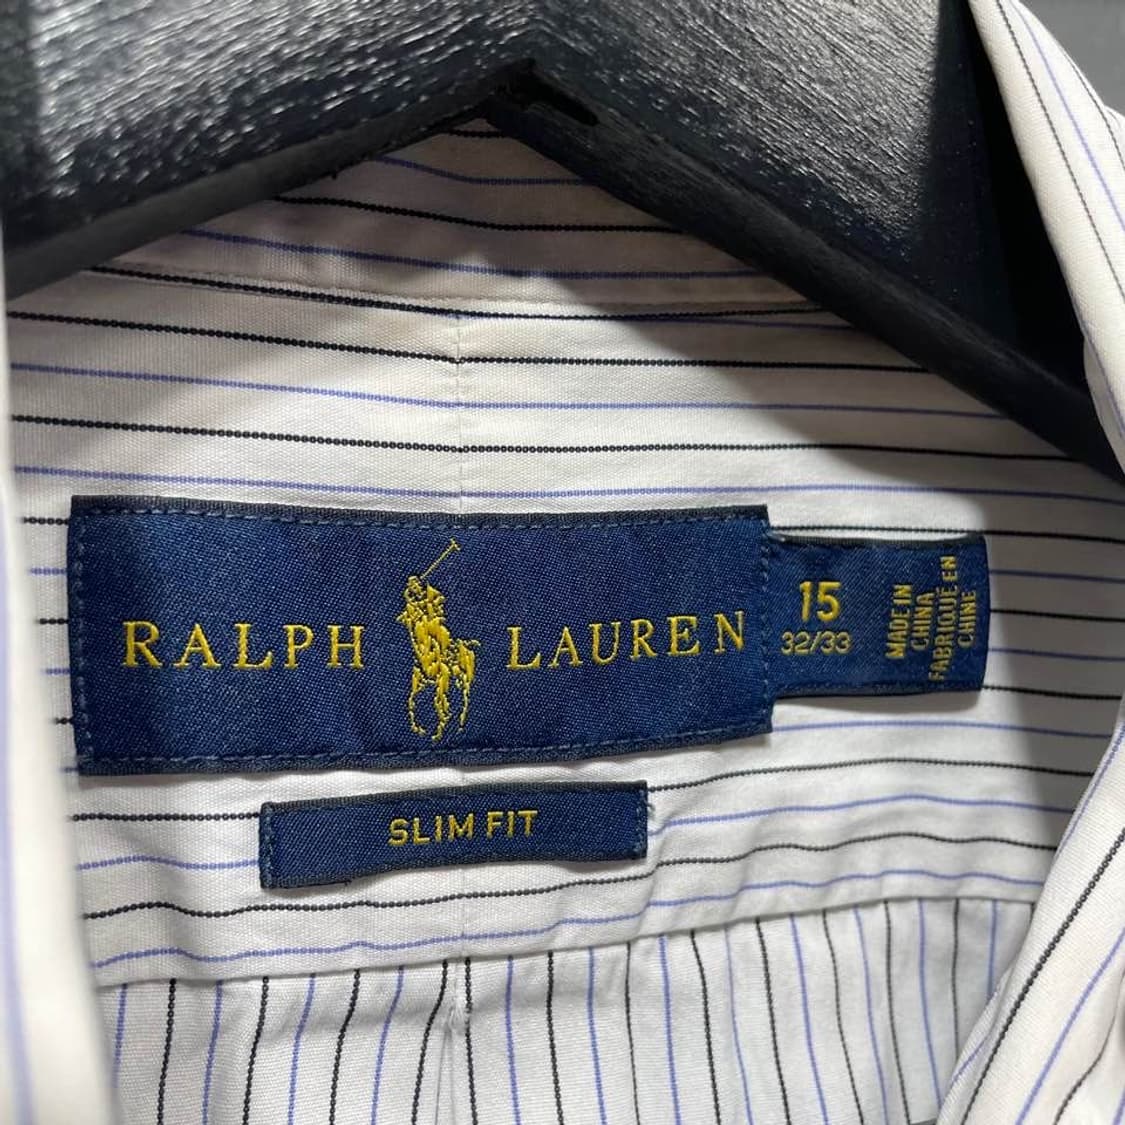 RALPH LAUREN
15
32/33
MADE IN
CHINA
FABRIQUÉ EN
CHINE
SLIM FIT